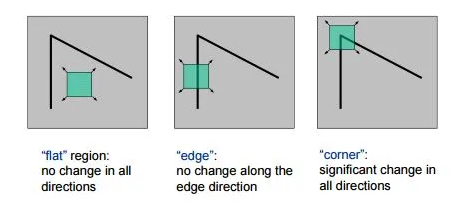 "flat" region:
no change in all
directions
"edge":
no change along the
edge direction
"corner":
significant change in
all directions